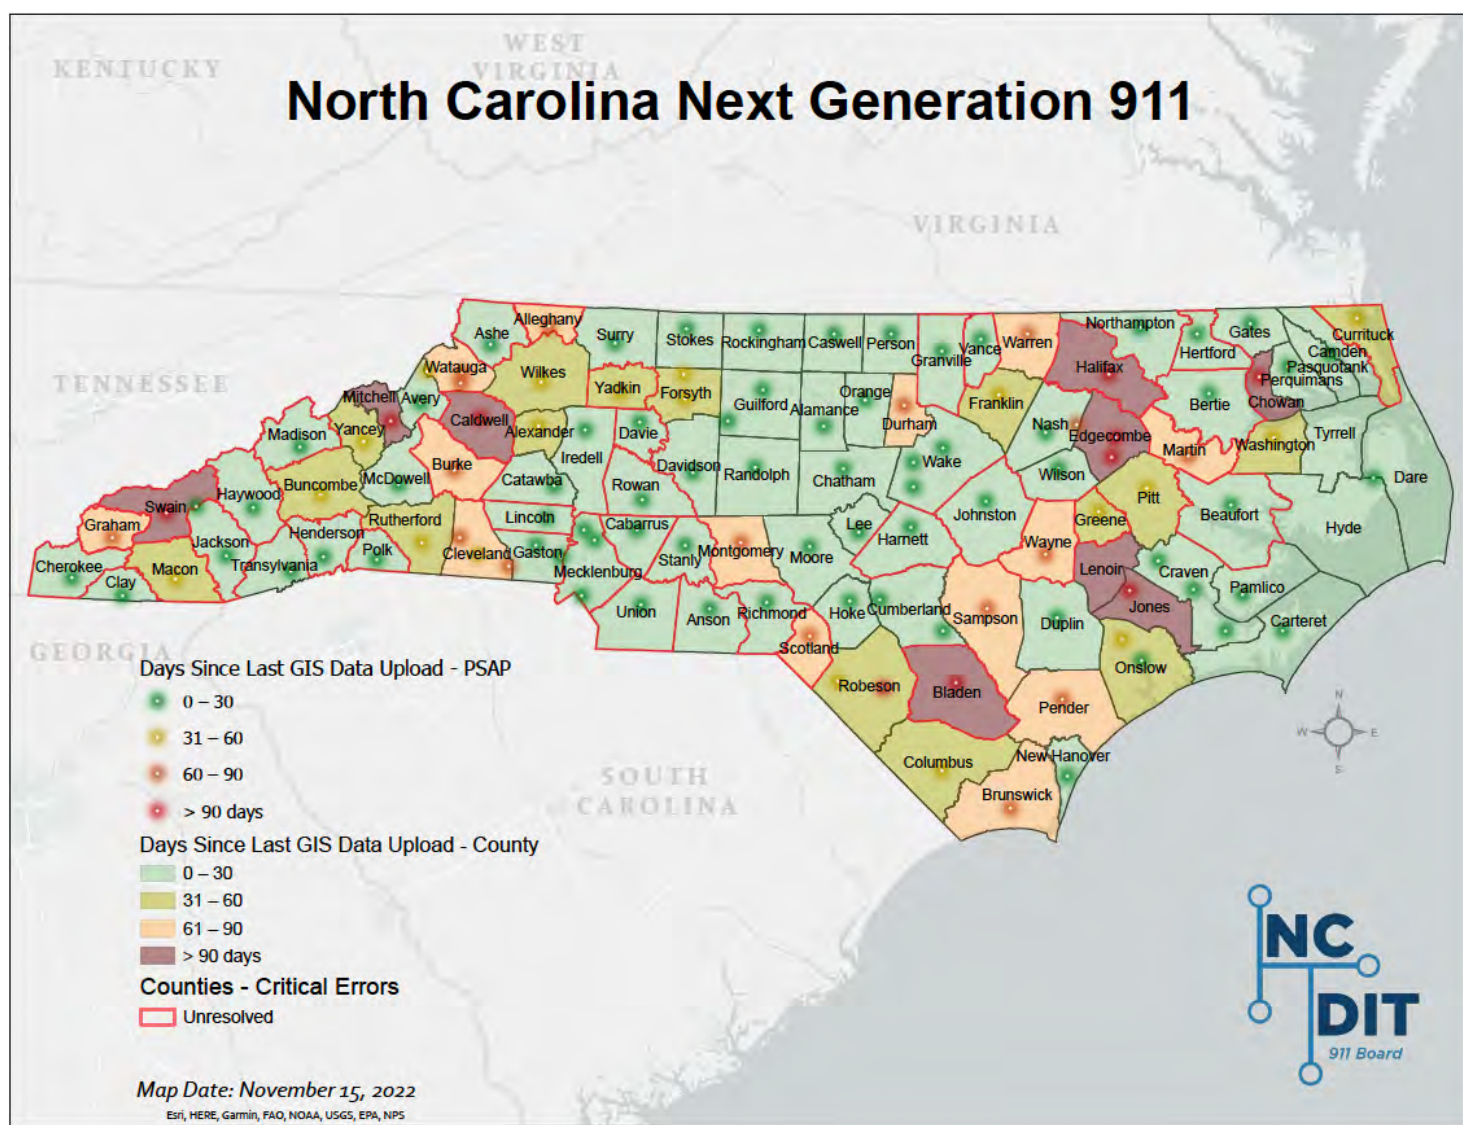 KENTUCKY
WEST
VIRGINIA
North Carolina Next Generation 911
VIRGINIA
TENNESSEE
Ashe
Alleghany
Surry
Stokes
Rockingham
Caswell
Person
Granville
Vance
Warren
Northampton
Hertford
Gates
Currituck
Camden
Pasquotank
Perquimans
Chowan
Watauga
Wilkes
Yadkin
Forsyth
Guilford
Alamance
Orange
Durham
Franklin
Halifax
Bertie
Mitchell
Avery
Caldwell
Alexander
Davie
Nash
Edgecombe
Martin
Washington
Tyrrell
Dare
Madison
Yancey
Iredell
Davidson
Randolph
Chatham
Wake
Wilson
Burke
McDowell
Catawba
Rowan
Buncombe
Haywood
Swain
Pitt
Beaufort
Hyde
Graham
Rutherford
Lincoln
Cabarrus
Lee
Johnston
Greene
Jackson
Henderson
Polk
Cleveland
Gaston
Stanly
Montgomery
Moore
Harnett
Wayne
Cherokee
Clay
Macon
Transylvania
Mecklenburg
Lenoir
Craven
Pamlico
Union
Anson
Richmond
Hoke
Cumberland
Sampson
Duplin
Jones
Carteret
Scotland
Onslow
Robeson
Bladen
Pender
Columbus
New Hanover
Brunswick
GEORGIA
SOUTH
CAROLINA
N
W
E
S
Days Since Last GIS Data Upload - PSAP
0 – 30
31 – 60
60 – 90
> 90 days
Days Since Last GIS Data Upload - County
0 – 30
31 – 60
61 – 90
> 90 days
Counties - Critical Errors
Unresolved
NC
DIT
911 Board
Map Date: November 15, 2022
Esri, HERE, Garmin, FAO, NOAA, USGS, EPA, NPS